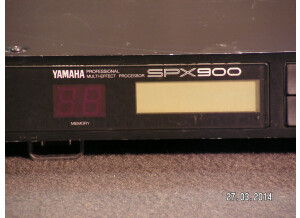 YAMAHA PROFESSIONAL MULTI-EFFECT PROCESSOR SPX900
MEMORY
27.03.2014